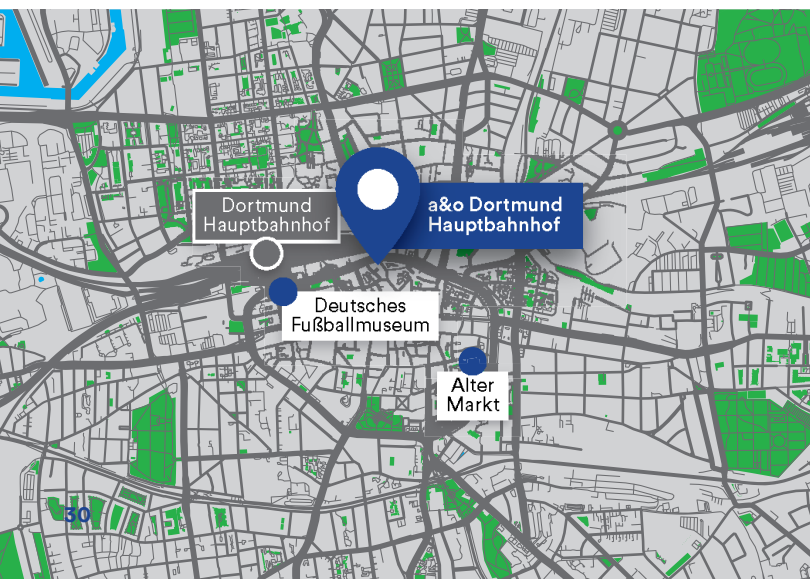 Dortmund
Hauptbahnhof
a&o Dortmund
Hauptbahnhof
Deutsches
Fußballmuseum
Alter
Markt
30